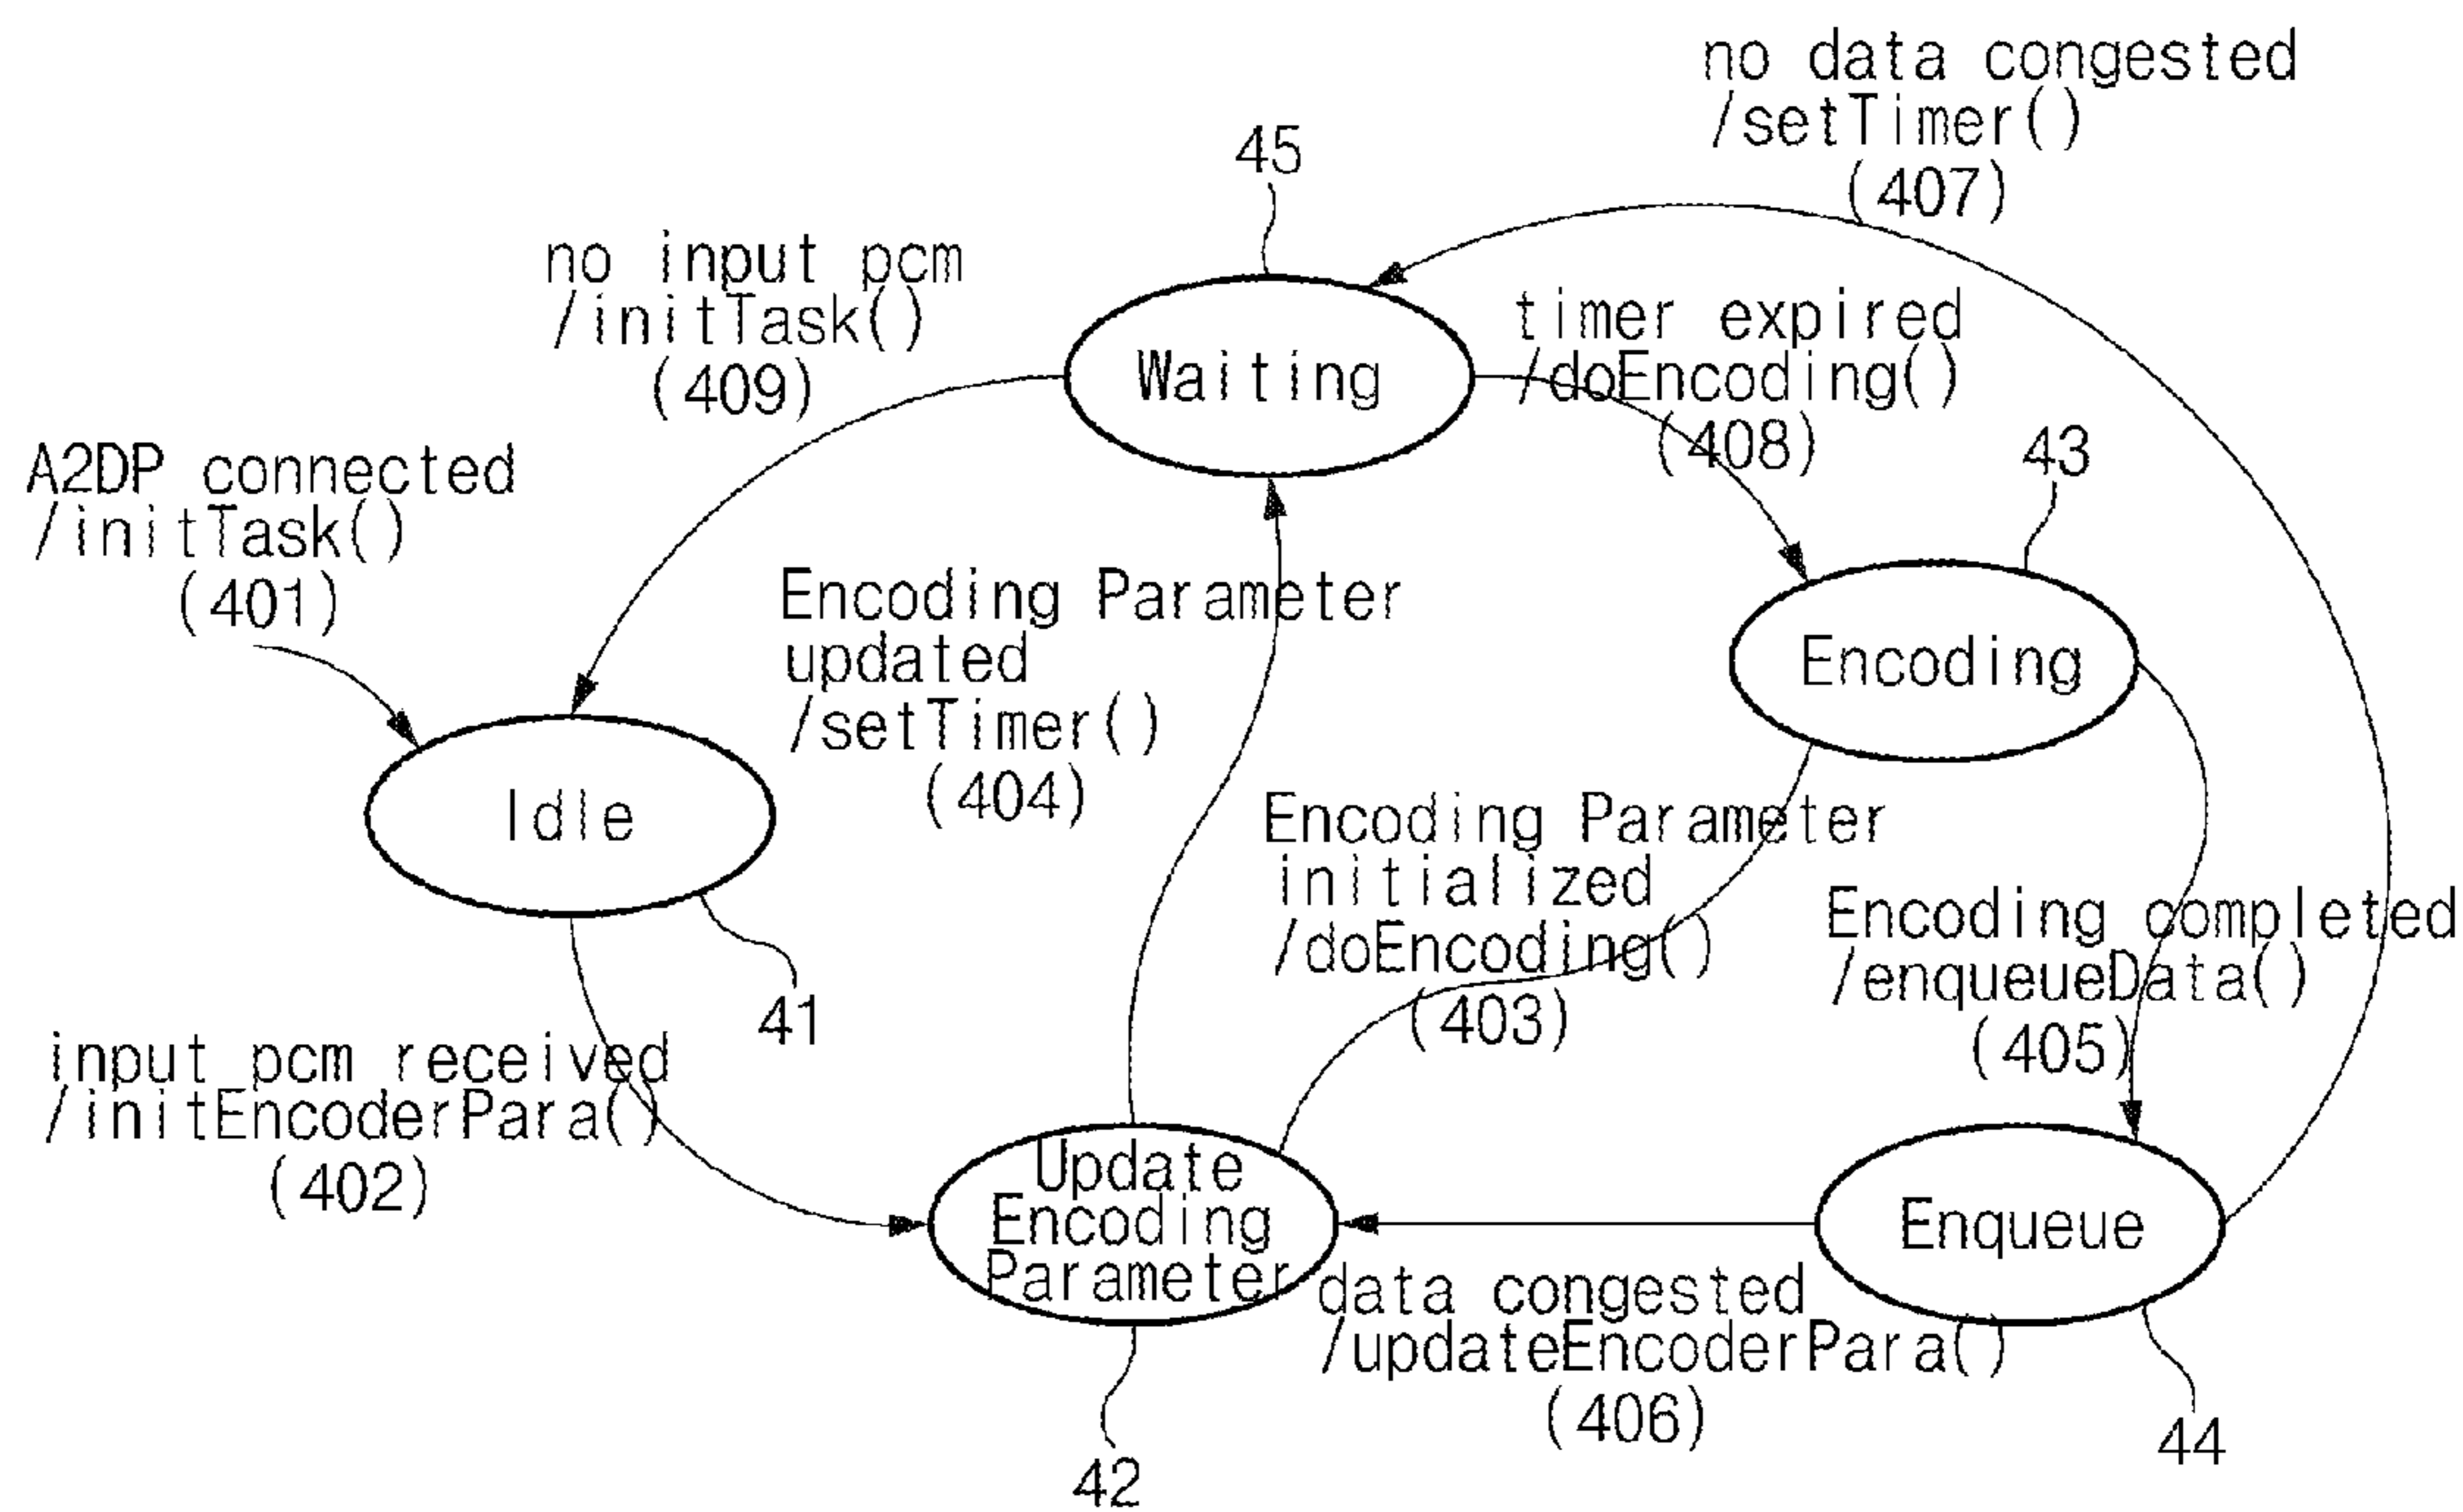 no data congested
/setTimer()
(407)
45
no input pcm
/initTask()
(409)
timer expired
/doEncoding()
(408)
Waiting
43
A2DP connected
/initTask()
(401)
Encoding Parameter
updated
/setTimer()
(404)
Encoding
Idle
Encoding Parameter
initialized
/doEncoding()
(403)
Encoding completed
/enqueueData()
(405)
41
input pcm received
/initEncoderPara()
(402)
Update
Encoding
Parameter
Enqueue
data congested
/updateEncoderPara()
(406)
44
42